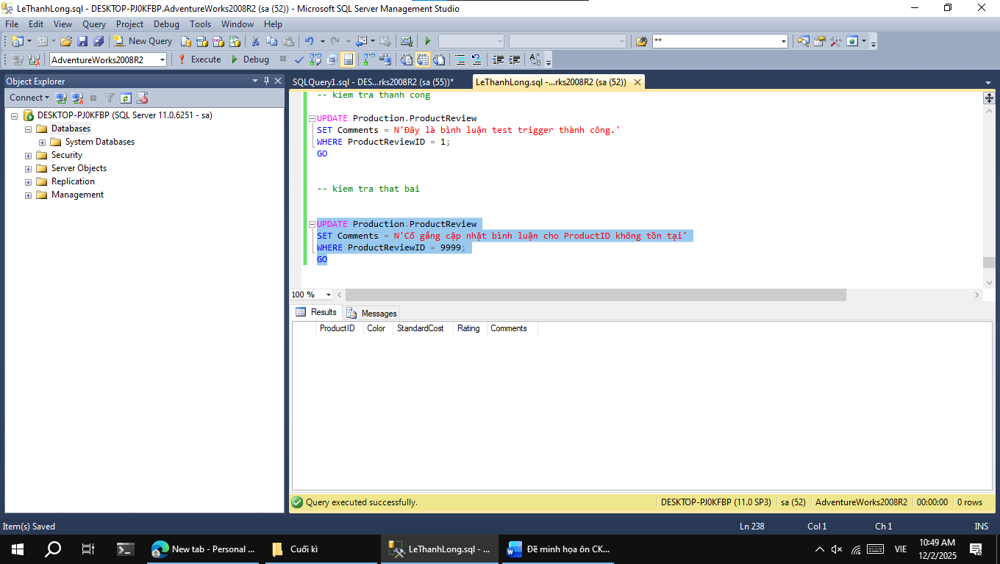 LeThanhLong.sql - DESKTOP-PJ0KFBP.AdventureWorks2008R2 (sa (52)) - Microsoft SQL Server Management Studio
File Edit View Query Project Debug Tools Window Help
New Query **
AdventureWorks2008R2 Execute Debug
Object Explorer
Connect
DESKTOP-PJ0KFBP (SQL Server 11.0.6251 - sa)
Databases
System Databases
Security
Server Objects
Replication
Management
SQLQuery1.sql - DES...rks2008R2 (sa (55))* LeThanhLong.sql -...rks2008R2 (sa (52))
-- kiem tra thanh cong
UPDATE Production.ProductReview
SET Comments = N'Đây là bình luận test trigger thành công.'
WHERE ProductReviewID = 1;
GO
-- kiem tra that bai
UPDATE Production.ProductReview
SET Comments = N'Cố gắng cập nhật bình luận cho ProductID không tồn tại'
WHERE ProductReviewID = 9999;
GO
100 %
Results Messages
ProductID Color StandardCost Rating Comments
Query executed successfully. DESKTOP-PJ0KFBP (11.0 SP3) sa (52) AdventureWorks2008R2 00:00:00 0 rows
Item(s) Saved Ln 238 Col 1 Ch 1 INS
New tab - Personal ... Cuối kì LeThanhLong.sql - ... Đề minh họa ôn CK... VIE 10:49 AM
12/2/2025